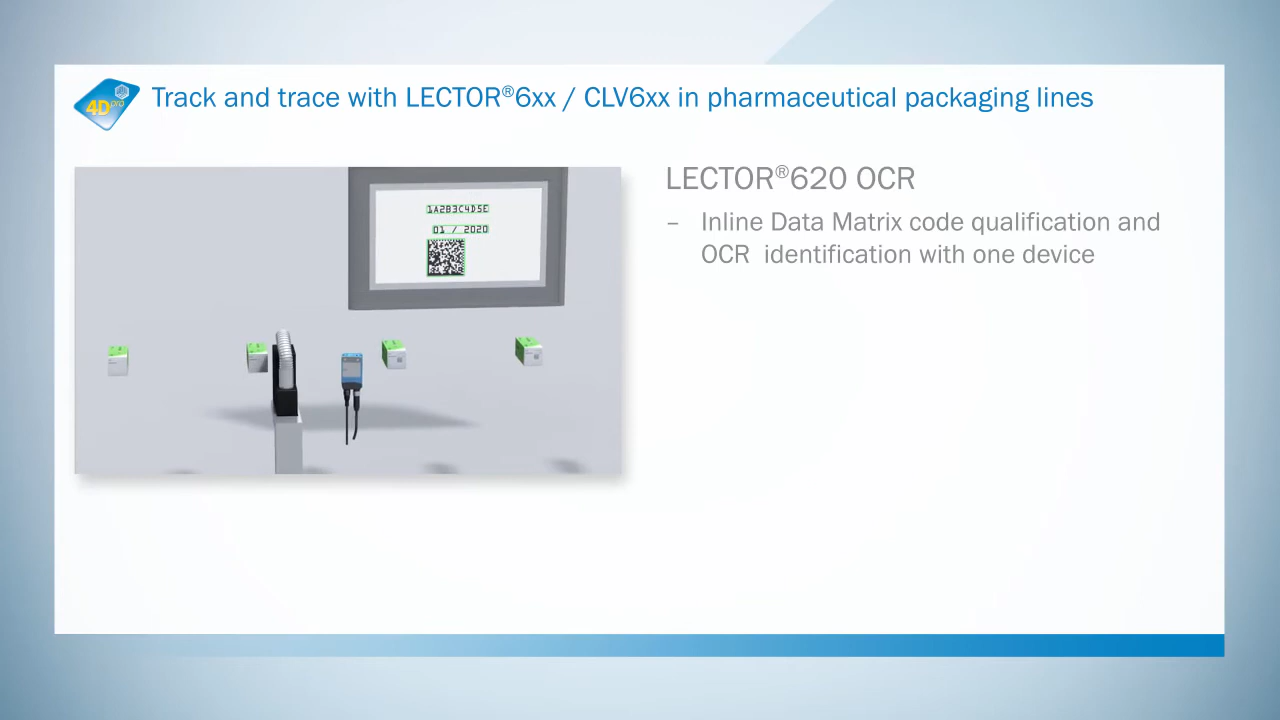 4Dpro
Track and trace with LECTOR®6xx / CLV6xx in pharmaceutical packaging lines
LECTOR®620 OCR
– Inline Data Matrix code qualification and
OCR identification with one device
1A2B3C4D5E
01 / 2020